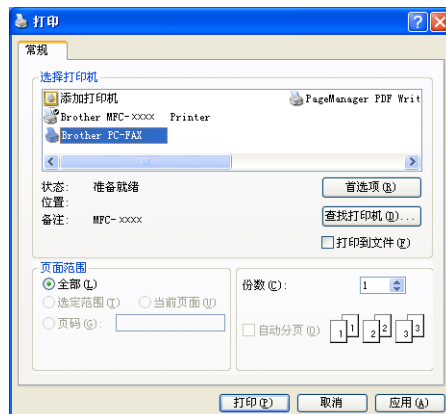 打印
常规
选择打印机
添加打印机 PageManager PDF Writ
Brother MFC-xxxx Printer
Brother PC-FAX
状态: 准备就绪 首选项(R)
位置:
查找打印机(D)...
备注: MFC-xxxx
打印到文件(F)
页面范围
全部(L) 份数(C): 1
选定范围(T) 当前页面(U)
页码(G): 自动分页(O) 1 1 2 2 3 3
打印(P) 取消 应用(A)